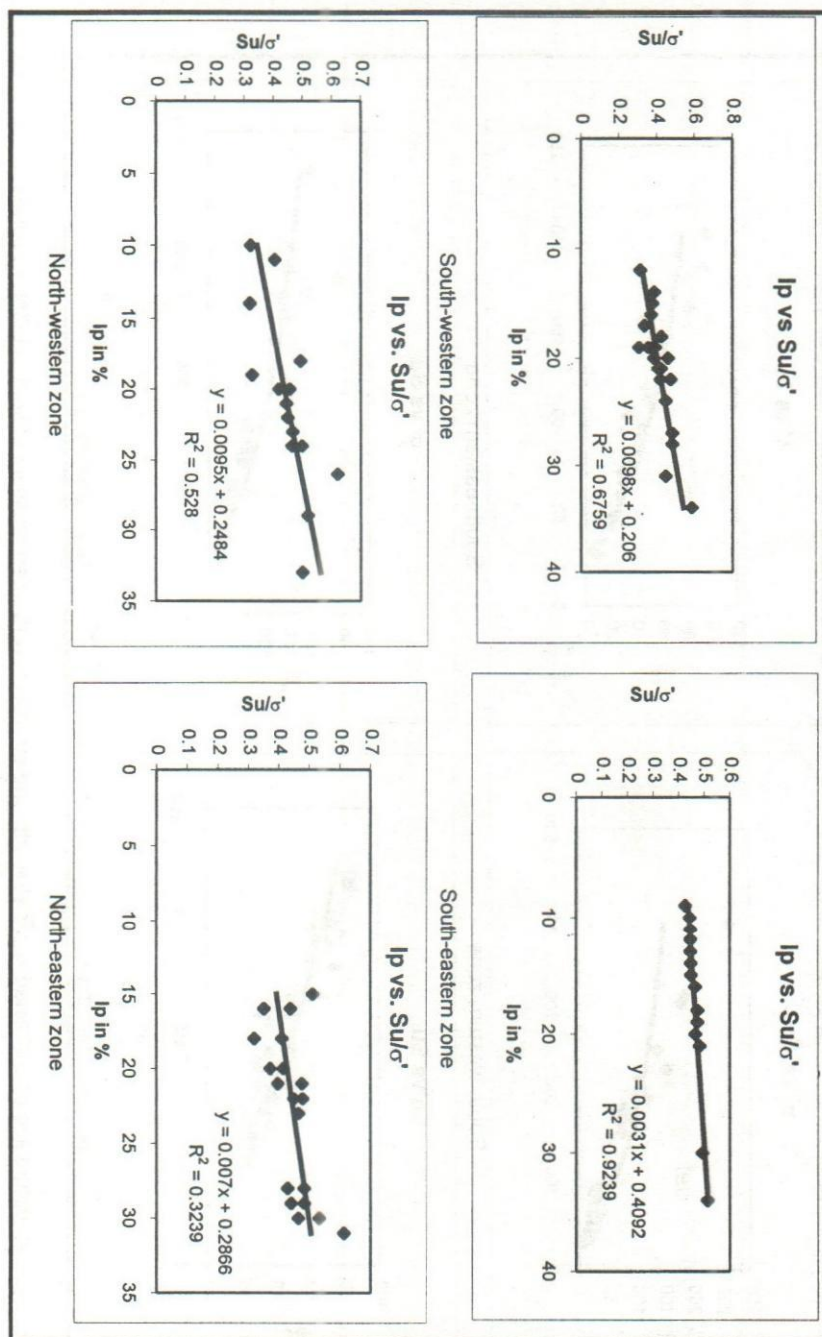 Ip vs Su/σ'
Su/σ'
0.8
0.6
0.4
0.2
0
0
10
20
30
40
y = 0.0098x + 0.206
R² = 0.6759
Ip in %
South-western zone
Ip vs. Su/σ'
Su/σ'
0.6
0.5
0.4
0.3
0.2
0.1
0
0
10
20
30
40
y = 0.0031x + 0.4092
R² = 0.9239
Ip in %
South-eastern zone
Ip vs. Su/σ'
Su/σ'
0.6
0.5
0.4
0.3
0.2
0.1
0
0
5
10
15
20
25
30
35
y = 0.0095x + 0.2484
R² = 0.528
Ip in %
North-western zone
Ip vs. Su/σ'
Su/σ'
0.7
0.6
0.5
0.4
0.3
0.2
0.1
0
0
5
10
15
20
25
30
35
y = 0.007x + 0.2866
R² = 0.3239
Ip in %
North-eastern zone